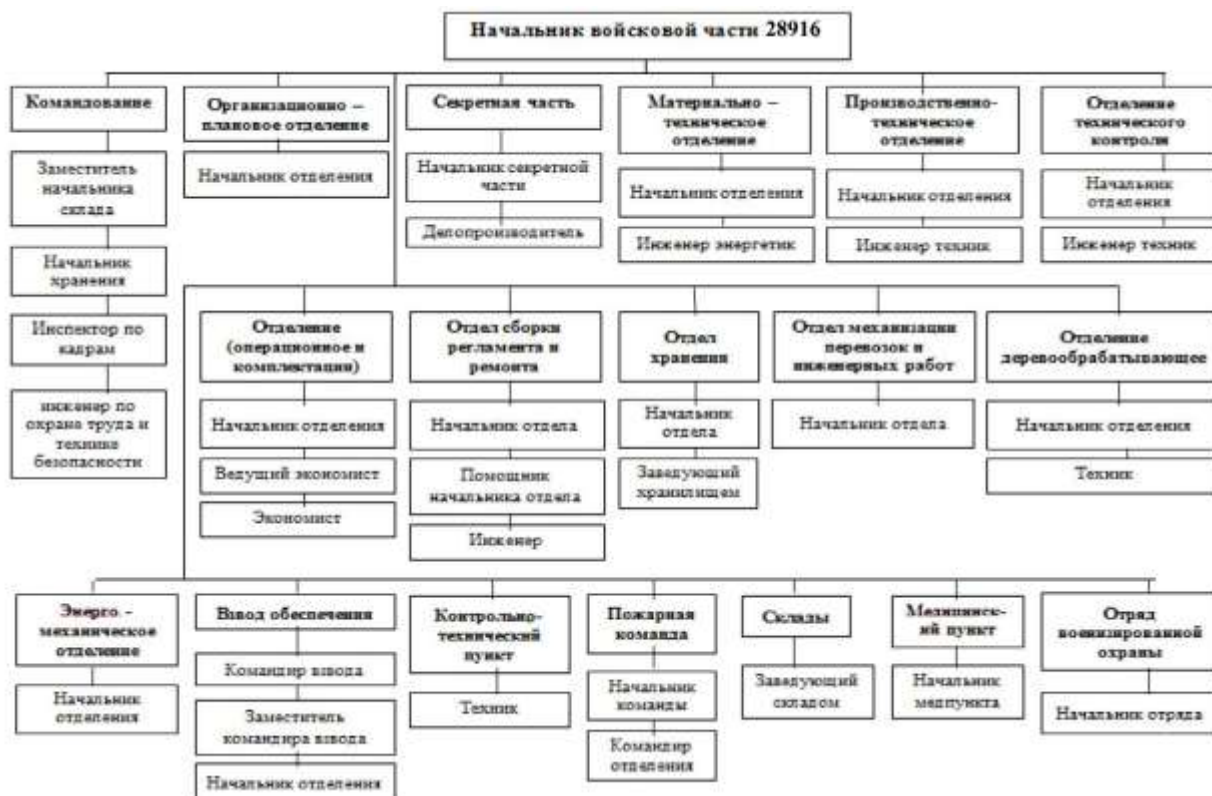 Начальник войсковой части 28916
Командование
Заместитель
начальника
склада
Начальник
хранения
Инспектор по
кадрам
инженер по
охране труда и
технике
безопасности
Организационно –
плановое отделение
Начальник отделения
Секретная часть
Начальник секретной
части
Делопроизводитель
Материально –
техническое
отделение
Начальник отделения
Инженер энергетик
Производственно-
техническое
отделение
Начальник отделения
Инженер техник
Отделение
технического
контроля
Начальник
отделения
Инженер техник
Отделение
(операционное и
комплектации)
Начальник отделения
Ведущий экономист
Экономист
Отдел сборки
регламента и
ремонта
Начальник отдела
Помощник
начальника отдела
Инженер
Отдел
хранения
Начальник
отдела
Заведующий
хранилищем
Отдел механизации
перевозок и
инженерных работ
Начальник отдела
Отделение
деревообрабатывающее
Начальник отделения
Техник
Энерго -
механическое
отделение
Начальник
отделения
Взвод обеспечения
Командир взвода
Заместитель
командира взвода
Начальник отделения
Контрольно-
технический
пункт
Техник
Пожарная
команда
Начальник
команды
Командир
отделения
Склады
Заведующий
складом
Медицинск-
ий пункт
Начальник
медпункта
Отряд
военизированной
охраны
Начальник отряда